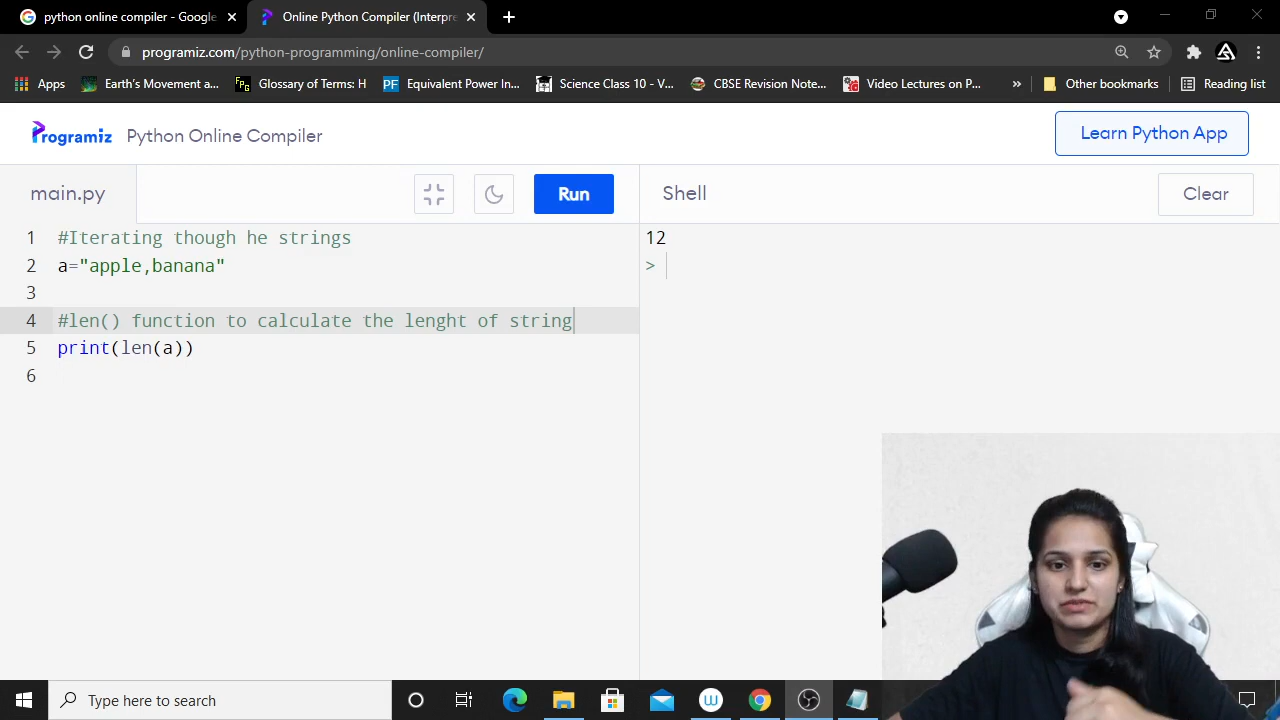 python online compiler - Google
Online Python Compiler (Interpre
programiz.com/python-programming/online-compiler/
Apps
Earth's Movement a...
FPg
Glossary of Terms: H
PF
Equivalent Power In...
Science Class 10 - V...
CBSE Revision Note...
Video Lectures on P...
»
Other bookmarks
Reading list
Programiz
Python Online Compiler
Learn Python App
main.py
Run
Shell
Clear
1 #Iterating though he strings
2 a="apple,banana"
3
4 #len() function to calculate the lenght of string
5 print(len(a))
6
12
>
Type here to search